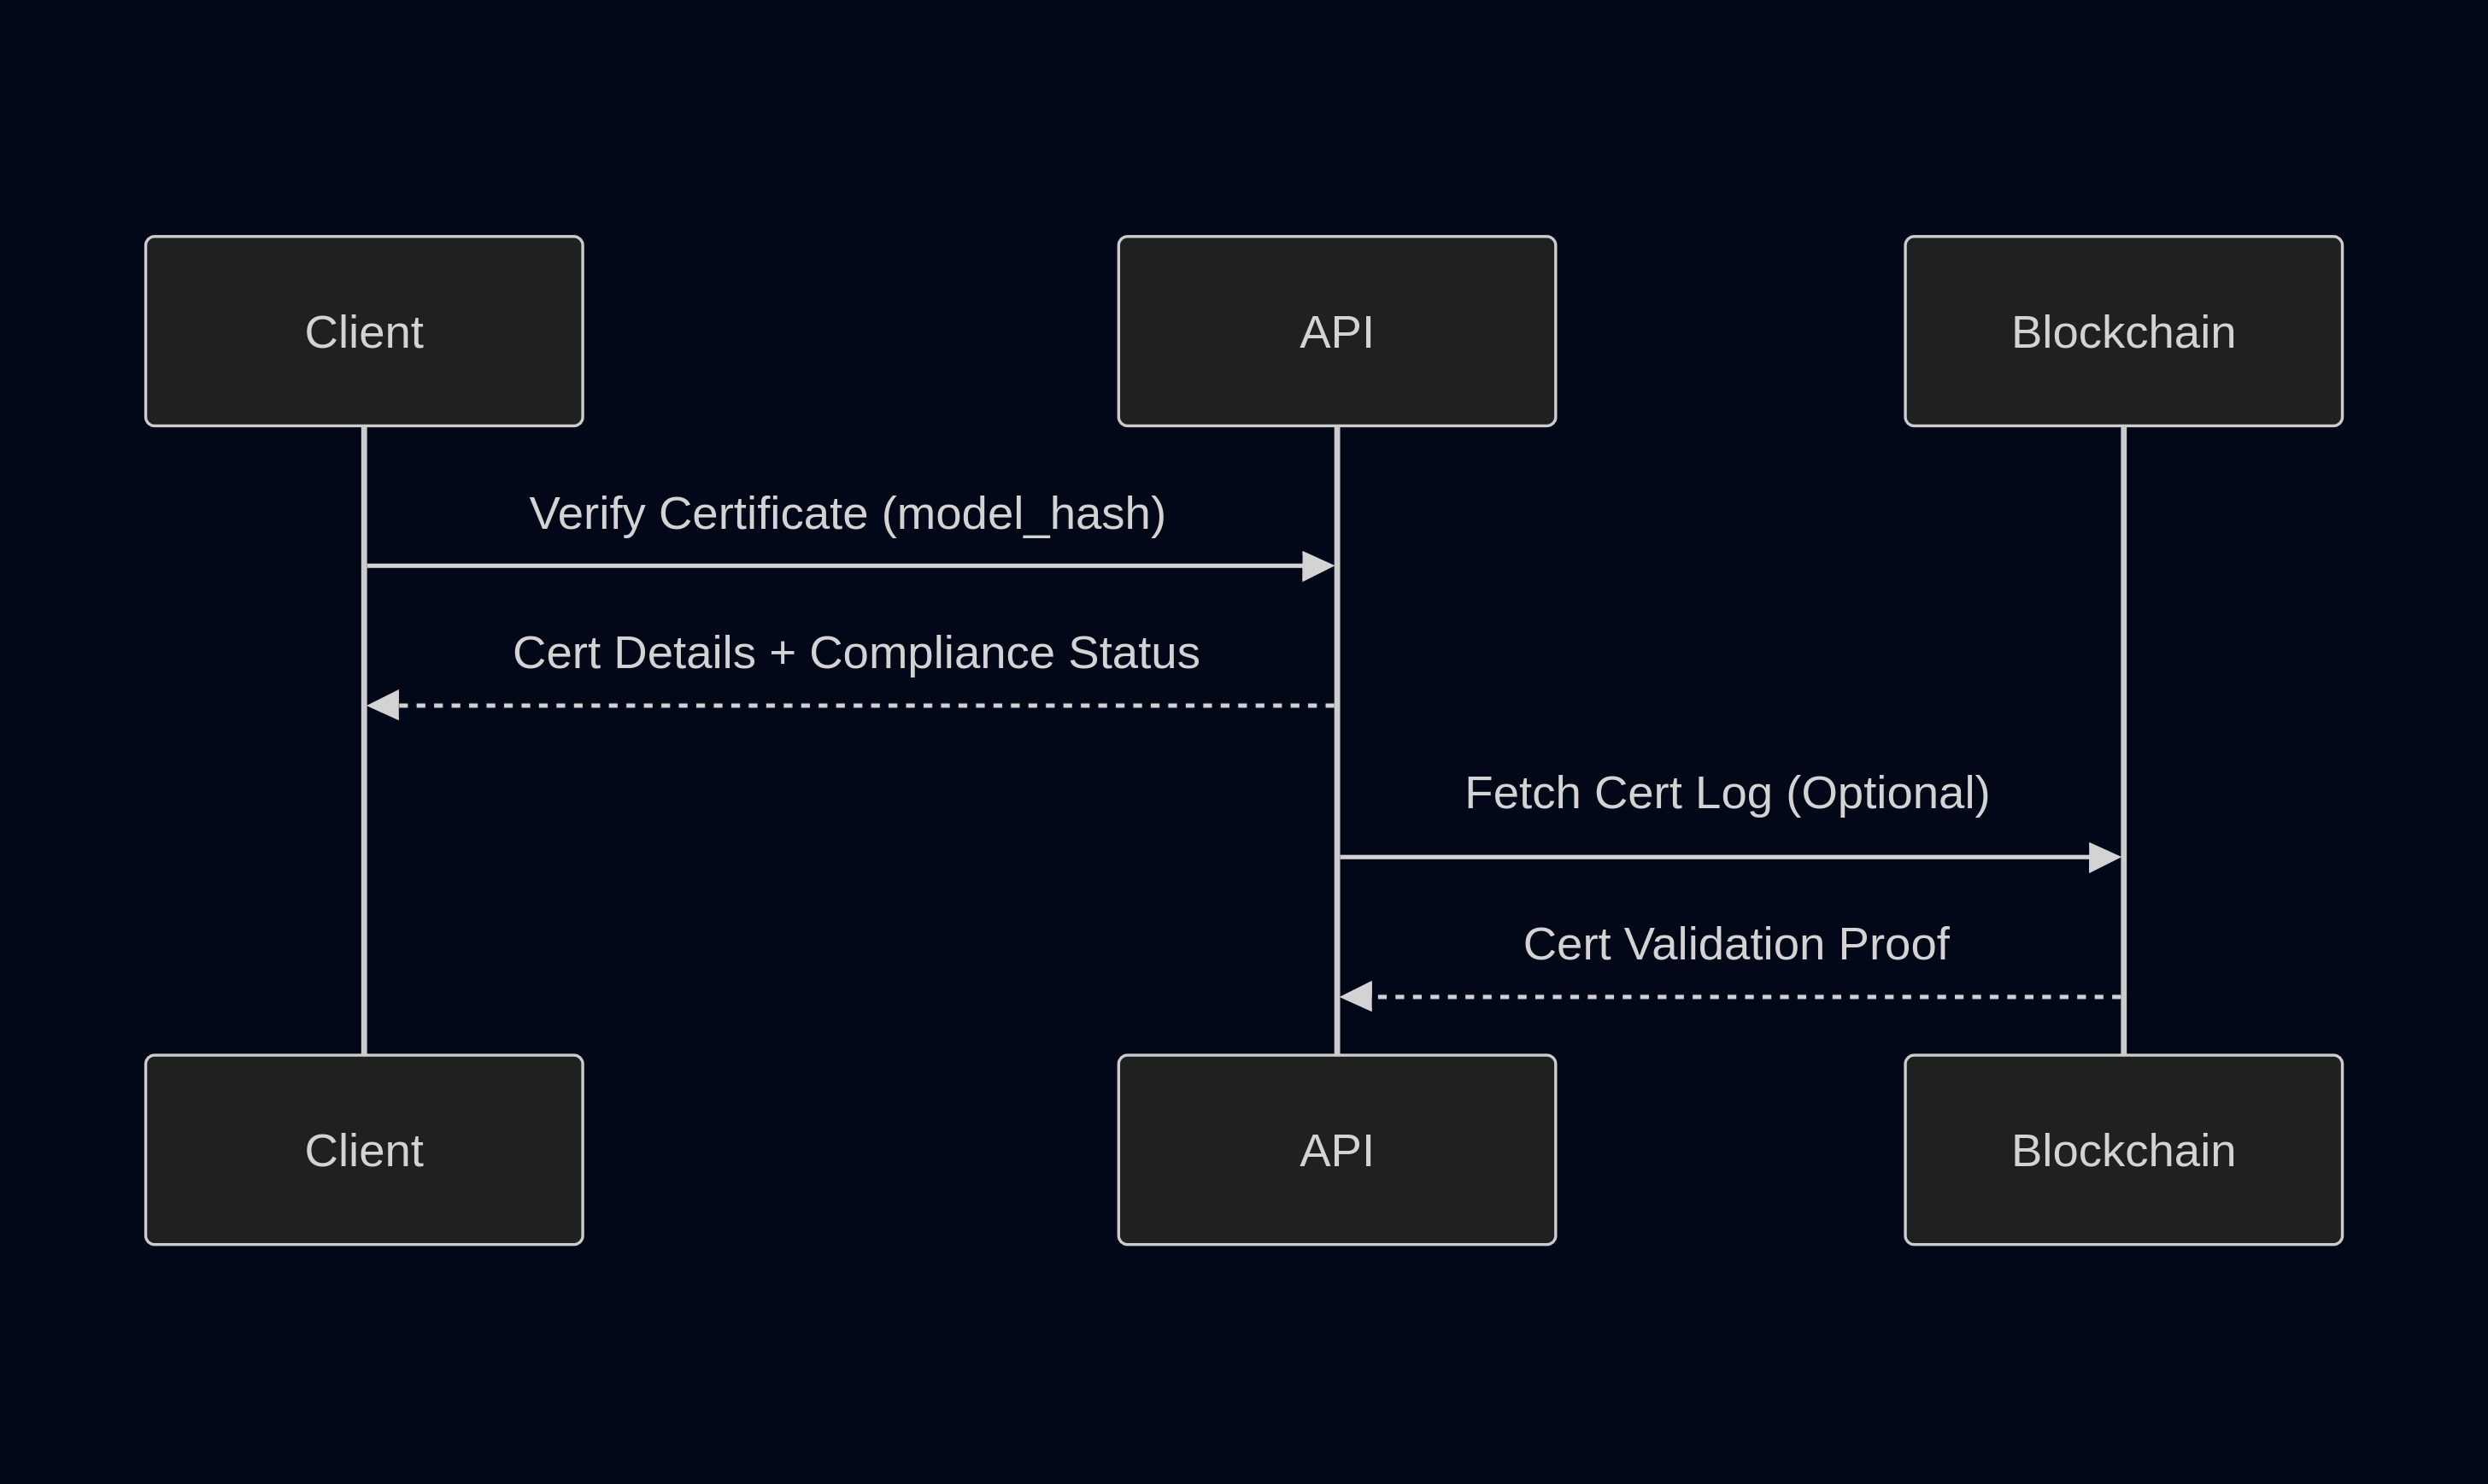 Client
API
Blockchain
Verify Certificate (model_hash)
Cert Details + Compliance Status
Fetch Cert Log (Optional)
Cert Validation Proof
Client
API
Blockchain